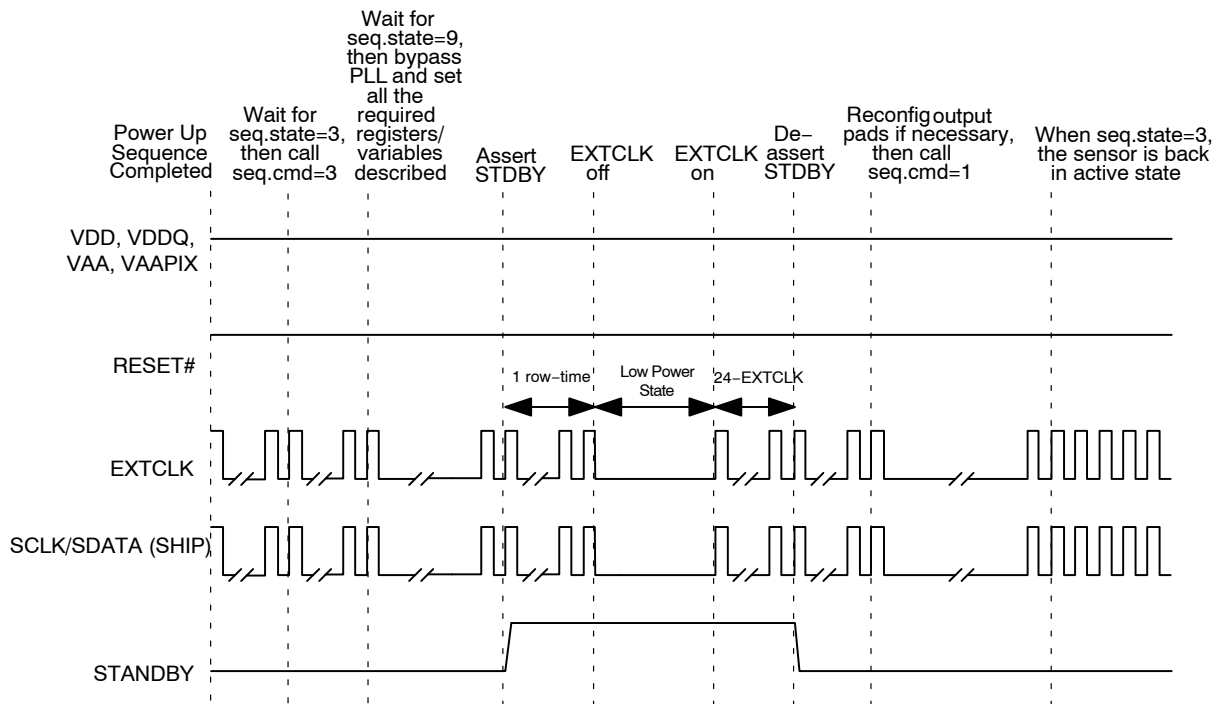 Power Up
Sequence
Completed
Wait for
seq.state=3,
then call
seq.cmd=3
Wait for
seq.state=9,
then bypass
PLL and set
all the
required
registers/
variables
described
Assert
STDBY
EXTCLK
off
EXTCLK
on
De−
assert
STDBY
Reconfig output
pads if necessary,
then call
seq.cmd=1
When seq.state=3,
the sensor is back
in active state
VDD, VDDQ,
VAA, VAAPIX
RESET#
1 row−time
Low Power
State
24−EXTCLK
EXTCLK
SCLK/SDATA (SHIP)
STANDBY